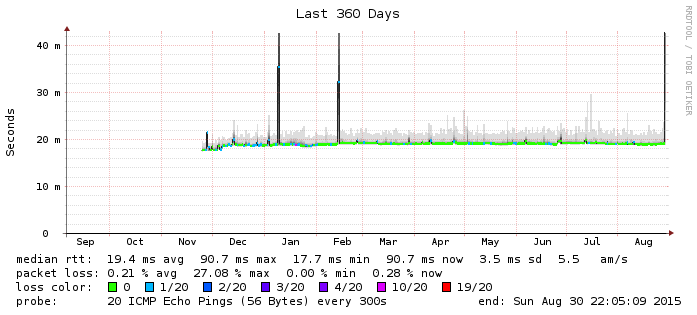 Last 360 Days
RRDTOOL / TOBI OETIKER
Seconds
40 m
30 m
20 m
10 m
0
Sep Oct Nov Dec Jan Feb Mar Apr May Jun Jul Aug
median rtt: 19.4 ms avg 90.7 ms max 17.7 ms min 90.7 ms now 3.5 ms sd 5.5 am/s
packet loss: 0.21 % avg 27.08 % max 0.00 % min 0.28 % now
loss color: 0 1/20 2/20 3/20 4/20 10/20 19/20
probe: 20 ICMP Echo Pings (56 Bytes) every 300s end: Sun Aug 30 22:05:09 2015